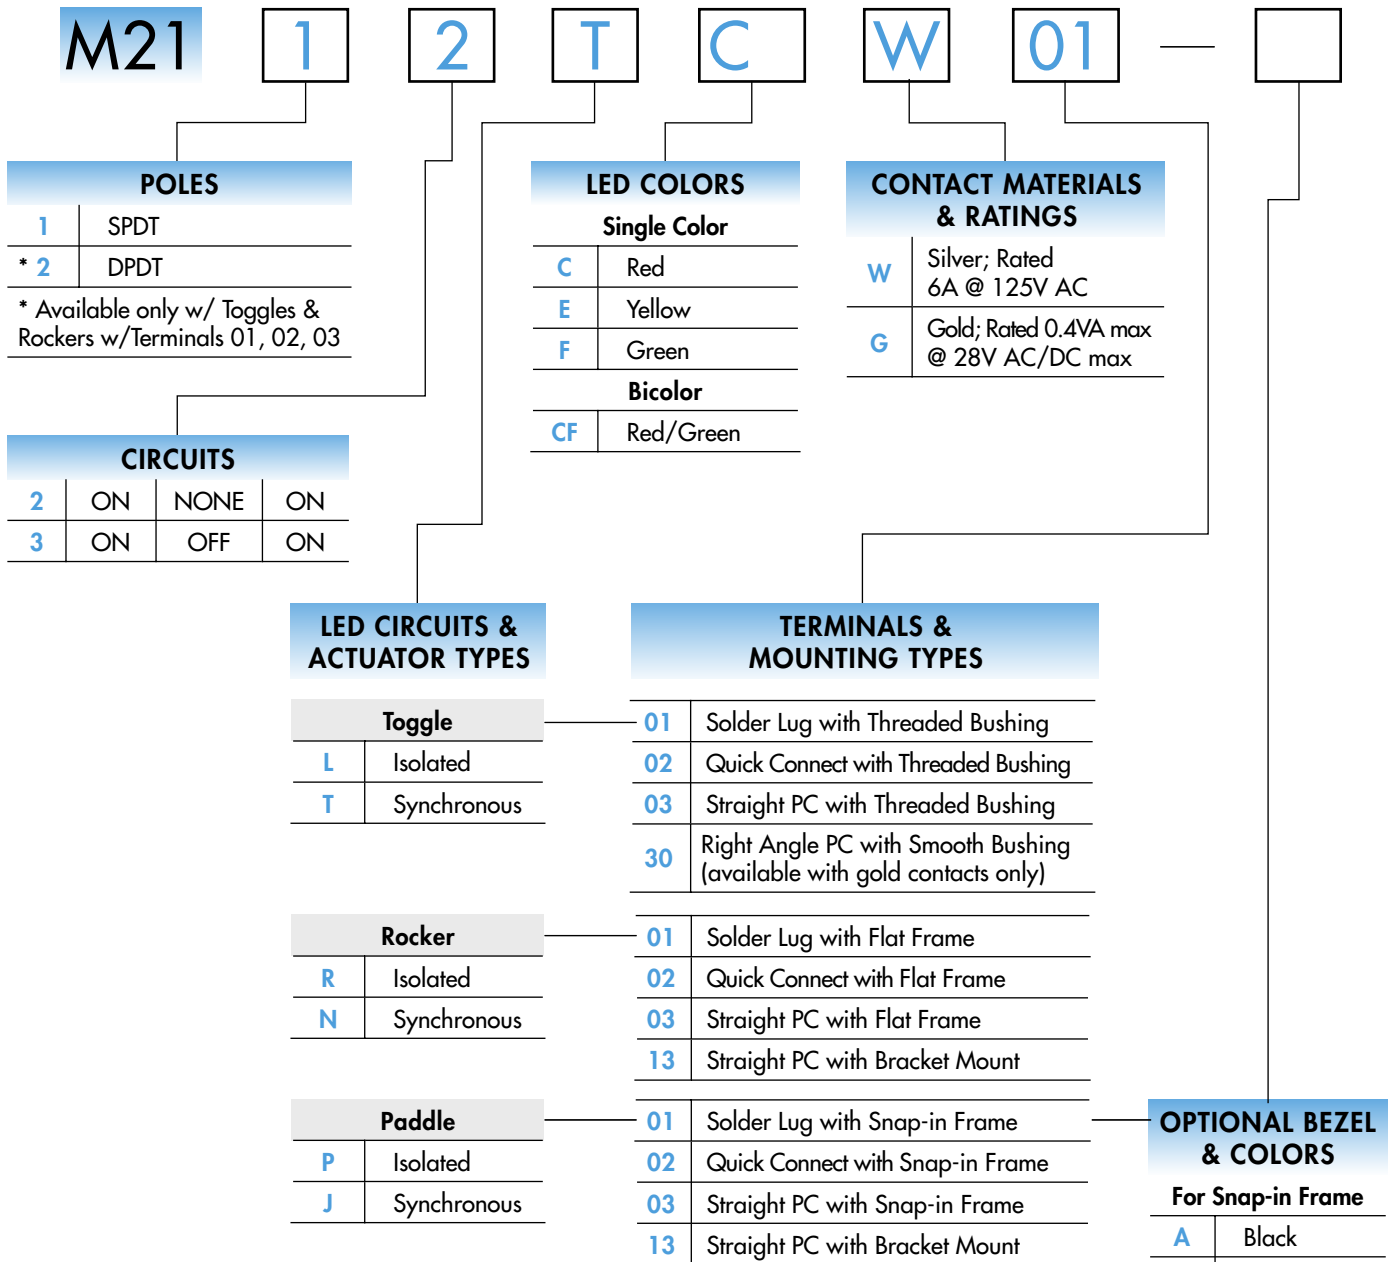 M21 1 2 T C W 01 —
POLES
1 SPDT
* 2 DPDT
* Available only w/ Toggles &
Rockers w/Terminals 01, 02, 03
CIRCUITS
2 ON NONE ON
3 ON OFF ON
LED COLORS
Single Color
C Red
E Yellow
F Green
Bicolor
CF Red/Green
CONTACT MATERIALS
& RATINGS
W Silver; Rated
6A @ 125V AC
G Gold; Rated 0.4VA max
@ 28V AC/DC max
LED CIRCUITS &
ACTUATOR TYPES
TERMINALS &
MOUNTING TYPES
Toggle
L Isolated
T Synchronous
01 Solder Lug with Threaded Bushing
02 Quick Connect with Threaded Bushing
03 Straight PC with Threaded Bushing
30 Right Angle PC with Smooth Bushing
(available with gold contacts only)
Rocker
R Isolated
N Synchronous
01 Solder Lug with Flat Frame
02 Quick Connect with Flat Frame
03 Straight PC with Flat Frame
13 Straight PC with Bracket Mount
Paddle
P Isolated
J Synchronous
01 Solder Lug with Snap-in Frame
02 Quick Connect with Snap-in Frame
03 Straight PC with Snap-in Frame
13 Straight PC with Bracket Mount
OPTIONAL BEZEL
& COLORS
For Snap-in Frame
A Black